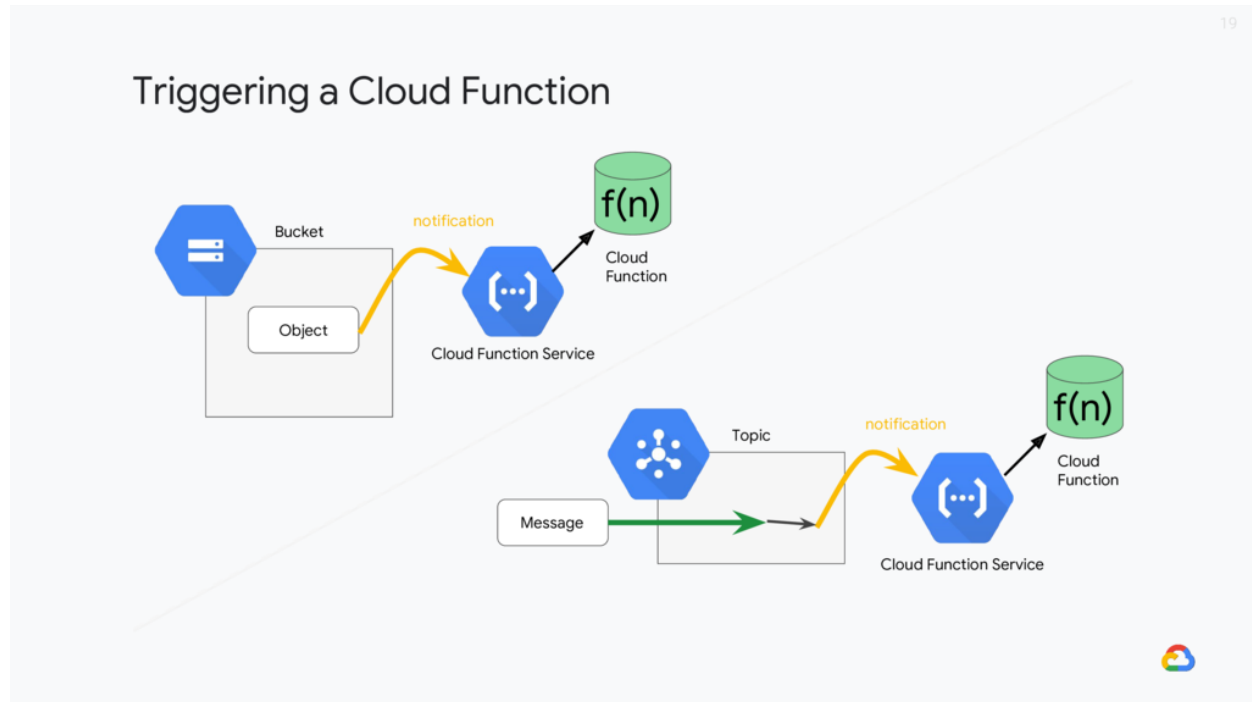 19
Triggering a Cloud Function
Bucket
Object
notification
Cloud Function Service
f(n)
Cloud
Function
Message
Topic
notification
Cloud Function Service
f(n)
Cloud
Function